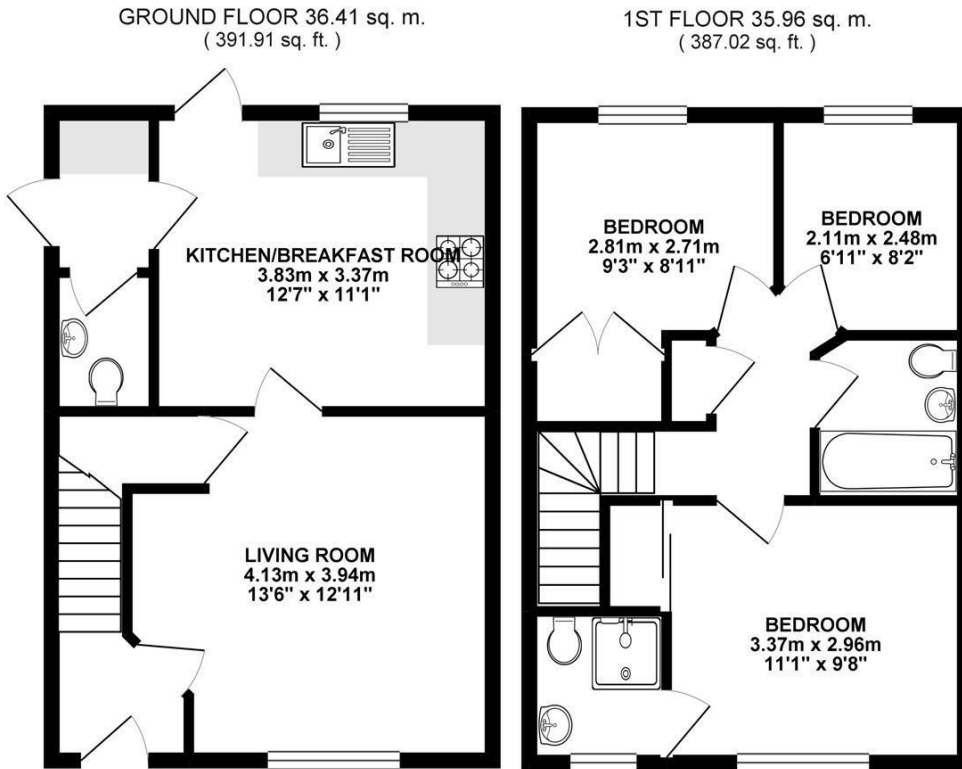 GROUND FLOOR 36.41 sq. m.
( 391.91 sq. ft. )
1ST FLOOR 35.96 sq. m.
( 387.02 sq. ft. )
KITCHEN/BREAKFAST ROOM
3.83m x 3.37m
12'7" x 11'1"
LIVING ROOM
4.13m x 3.94m
13'6" x 12'11"
BEDROOM
2.81m x 2.71m
9'3" x 8'11"
BEDROOM
2.11m x 2.48m
6'11" x 8'2"
BEDROOM
3.37m x 2.96m
11'1" x 9'8"